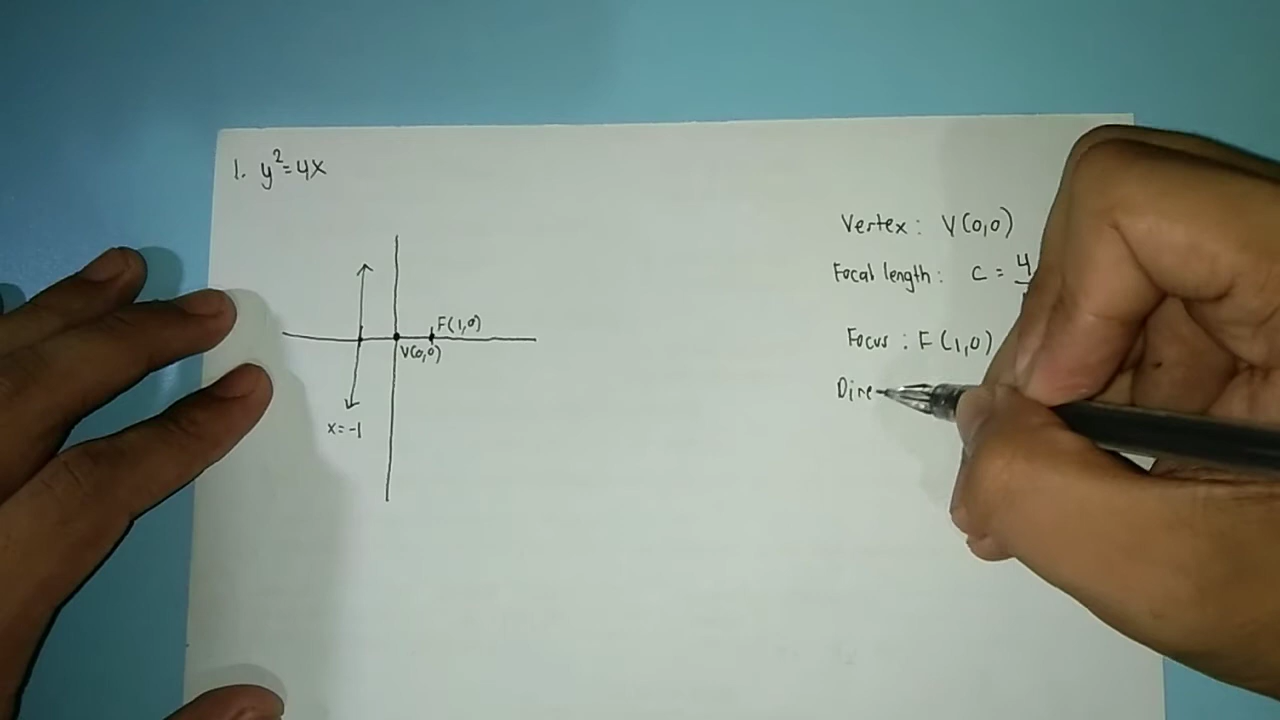 1. y²=4x
Vertex: V(0,0)
Focal length: c = 4
Focus: F(1,0)
Dire
F(1,0)
V(0,0)
x=-1